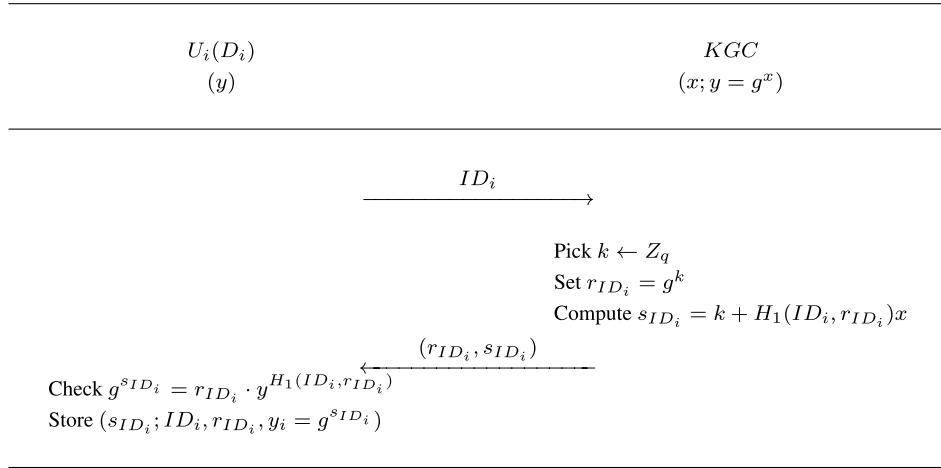 U_i(D_i) KGC
(y) (x; y = g^x)
ID_i
Pick k ← Z_q
Set r_{ID_i} = g^k
Compute s_{ID_i} = k + H_1(ID_i, r_{ID_i})x
(r_{ID_i}, s_{ID_i})
Check g^{s_{ID_i}} = r_{ID_i} · y^{H_1(ID_i, r_{ID_i})}
Store (s_{ID_i}; ID_i, r_{ID_i}, y_i = g^{s_{ID_i}})